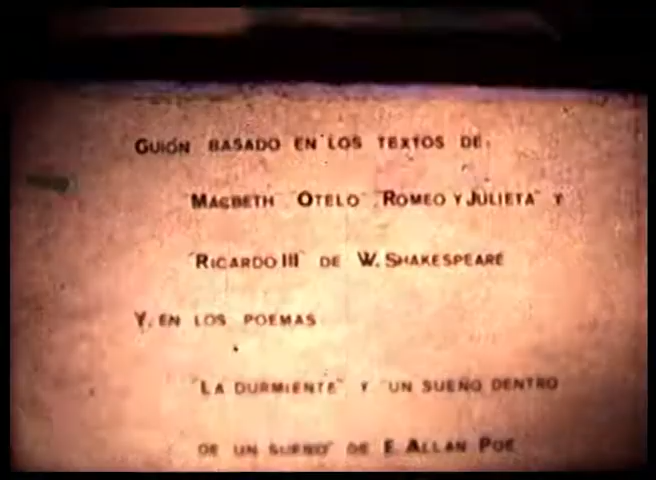 GUIÓN BASADO EN LOS TEXTOS DE:
MACBETH" "OTELO" "ROMEO Y JULIETA" Y
"RICARDO III" DE W. SHAKESPEARE
Y, EN LOS POEMAS
"LA DURMIENTE" Y "UN SUEÑO DENTRO
DE UN SUEÑO" DE E. ALLAN POE